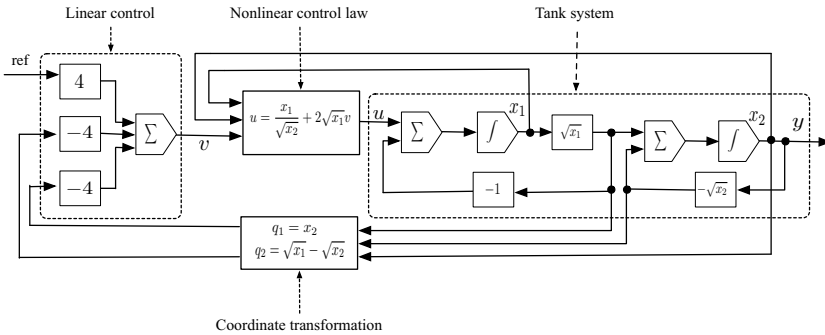 Linear control
Nonlinear control law
Tank system
ref
4
−4
−4
∑
v
u = x₁/√x₂ + 2√x₁v
u
∑
∫
x₁
√x₁
−1
∑
∫
x₂
−√x₂
y
q₁ = x₂
q₂ = √x₁ − √x₂
Coordinate transformation